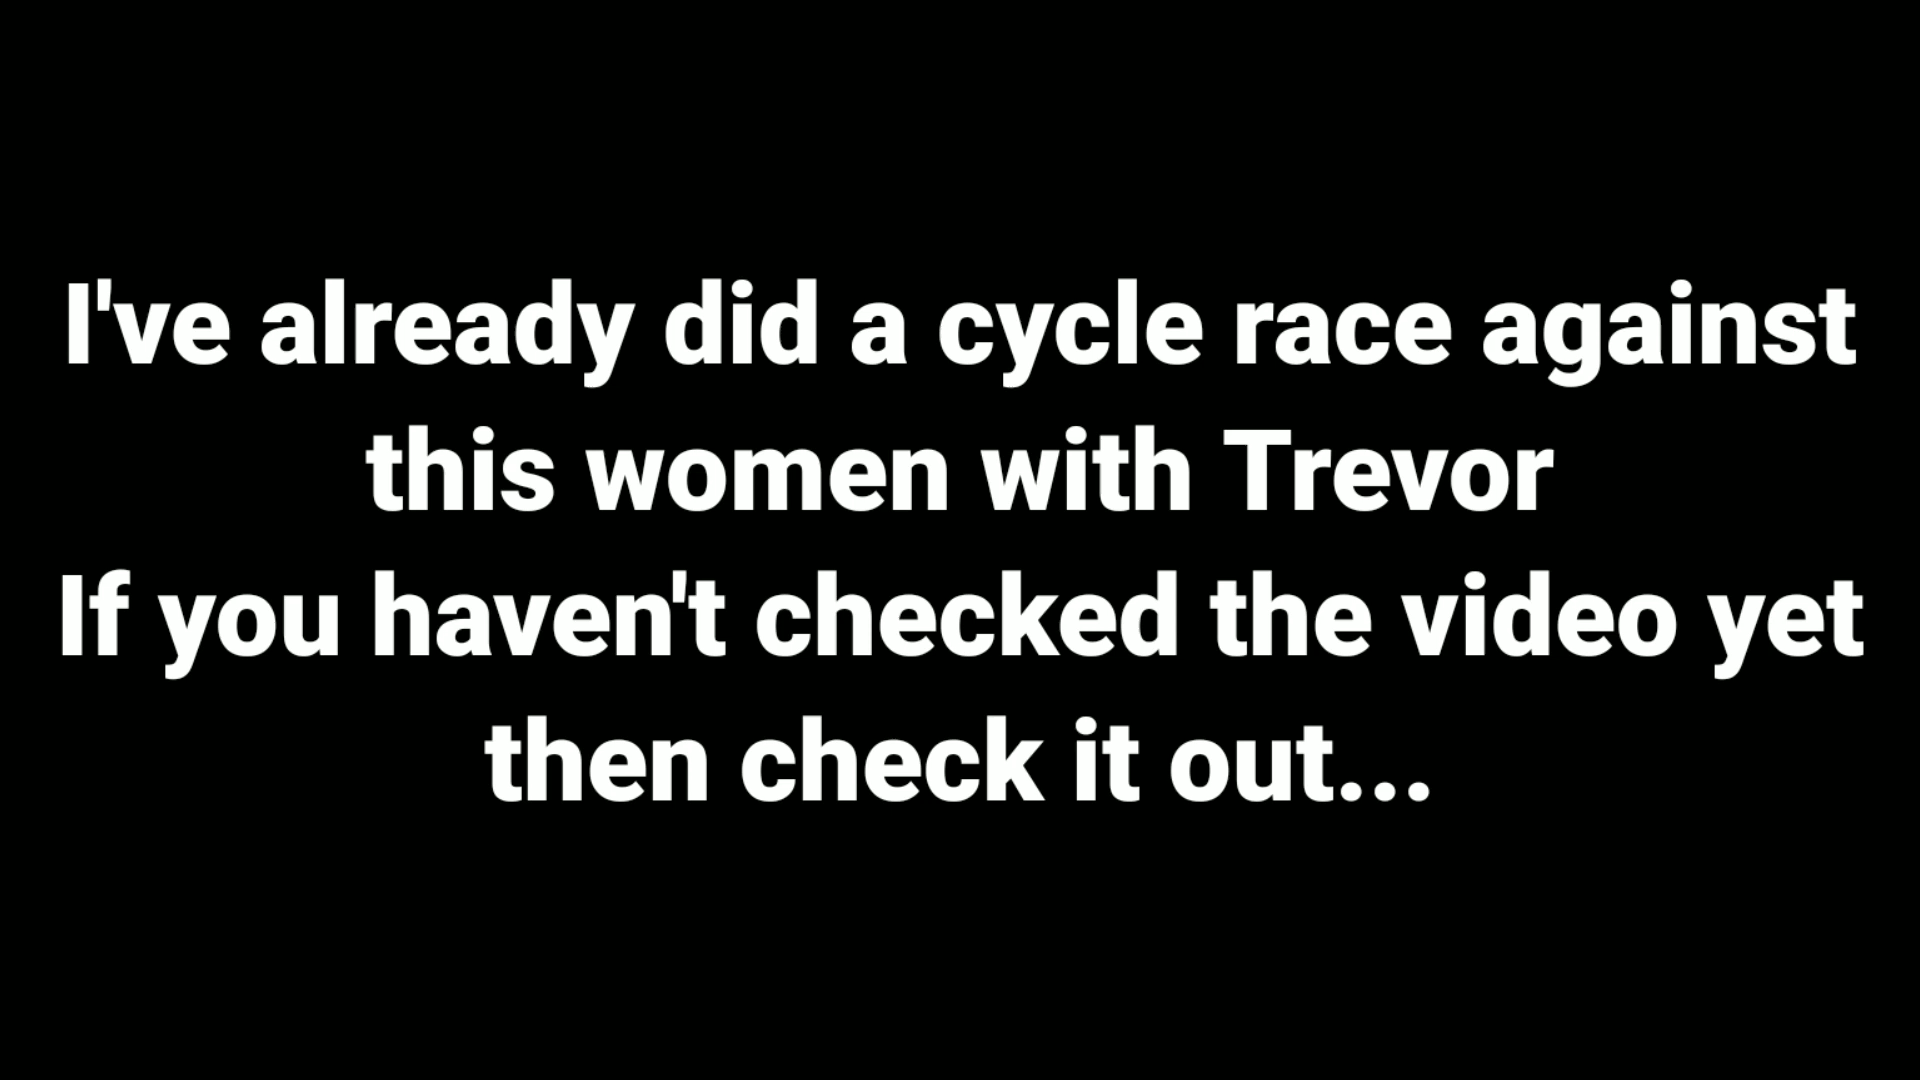 I've already did a cycle race against
this women with Trevor
If you haven't checked the video yet
then check it out...